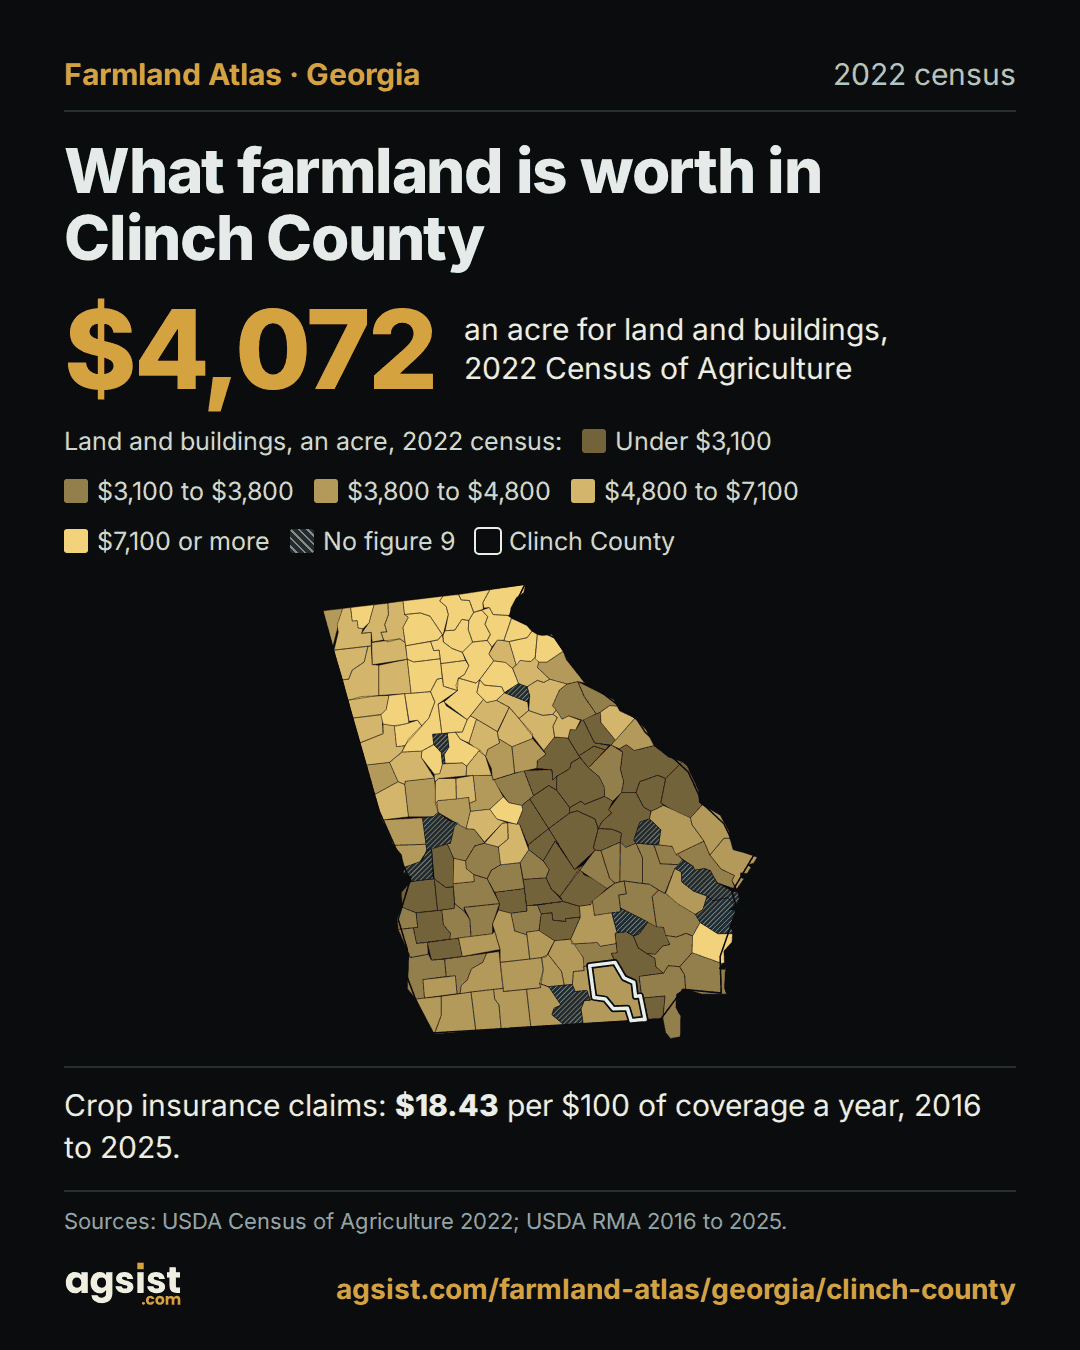 Farmland Atlas · Georgia
2022 census
What farmland is worth in
Clinch County
$4,072
an acre for land and buildings,
2022 Census of Agriculture
Land and buildings, an acre, 2022 census: Under $3,100
$3,100 to $3,800 $3,800 to $4,800 $4,800 to $7,100
$7,100 or more No figure 9 Clinch County
Crop insurance claims: $18.43 per $100 of coverage a year, 2016
to 2025.
Sources: USDA Census of Agriculture 2022; USDA RMA 2016 to 2025.
agsist
.com
agsist.com/farmland-atlas/georgia/clinch-county